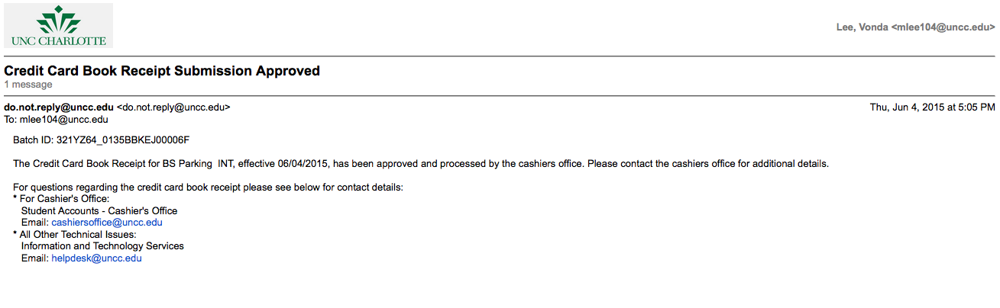 UNC CHARLOTTE
Lee, Vonda <mlee104@uncc.edu>
Credit Card Book Receipt Submission Approved
1 message
do.not.reply@uncc.edu <do.not.reply@uncc.edu>
Thu, Jun 4, 2015 at 5:05 PM
To: mlee104@uncc.edu
Batch ID: 321YZ64_0135BBKEJ00006F
The Credit Card Book Receipt for BS Parking  INT, effective 06/04/2015, has been approved and processed by the cashiers office. Please contact the cashiers office for additional details.
For questions regarding the credit card book receipt please see below for contact details:
* For Cashier's Office:
Student Accounts - Cashier's Office
Email: cashiersoffice@uncc.edu
* All Other Technical Issues:
Information and Technology Services
Email: helpdesk@uncc.edu